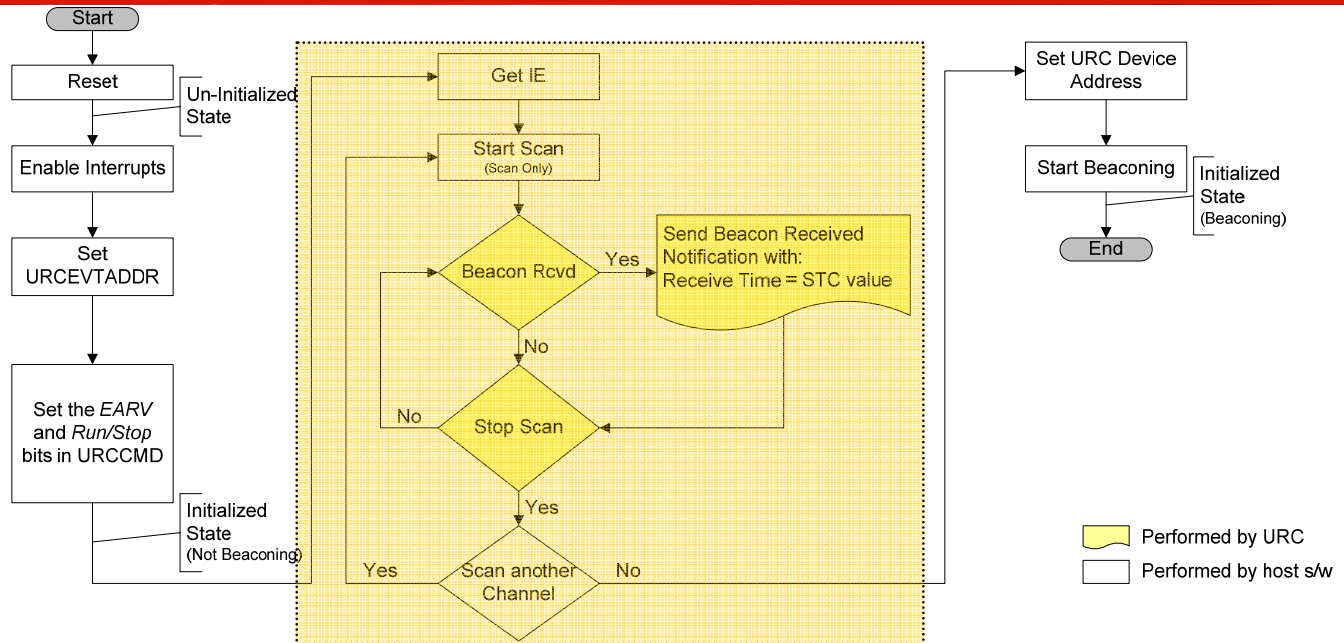 Start
Reset
Un-Initialized
State
Enable Interrupts
Set
URCEVTADDR
Set the EARV
and Run/Stop
bits in URCCMD
Initialized
State
(Not Beaconing)
Get IE
Start Scan
(Scan Only)
Beacon Rcvd
Yes
Send Beacon Received
Notification with:
Receive Time = STC value
No
Stop Scan
No
Yes
Scan another
Channel
Yes
No
Set URC Device
Address
Start Beaconing
Initialized
State
(Beaconing)
End
Performed by URC
Performed by host s/w